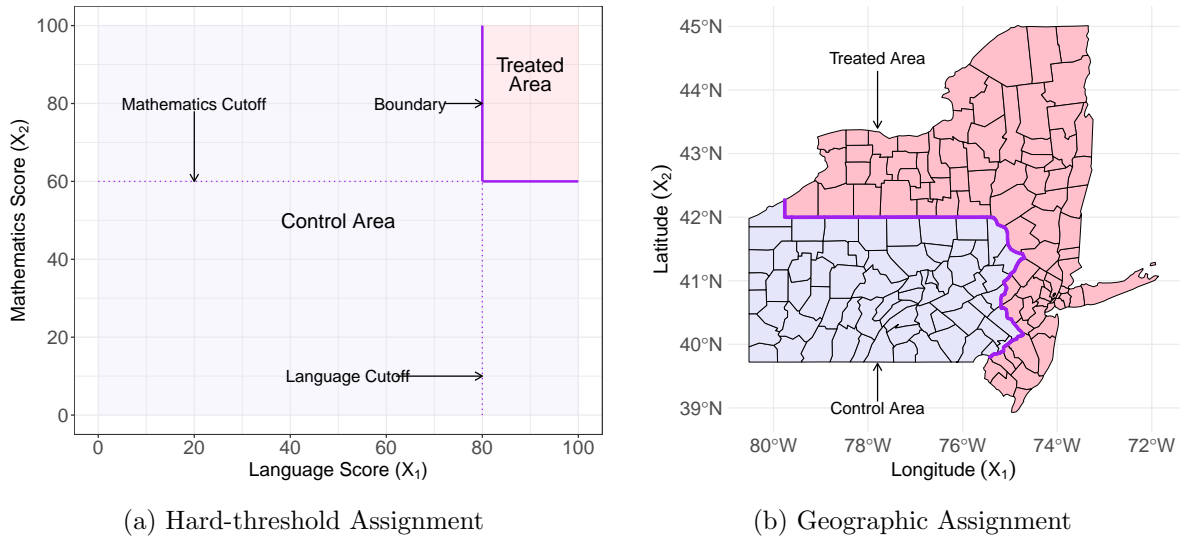 100
80
60
40
20
0
Mathematics Score (X₂)
Treated
Area
Mathematics Cutoff
Boundary
Control Area
Language Cutoff
0
20
40
60
80
100
Language Score (X₁)
(a) Hard-threshold Assignment
45°N
44°N
43°N
42°N
41°N
40°N
39°N
Latitude (X₂)
Treated Area
Control Area
80°W
78°W
76°W
74°W
72°W
Longitude (X₁)
(b) Geographic Assignment